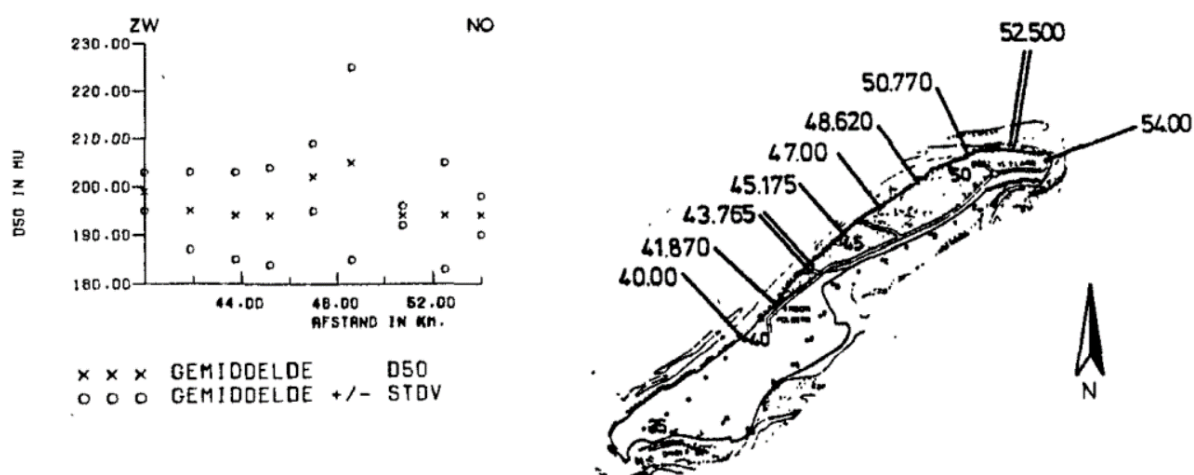 ZW NO
230.00
220.00
210.00
200.00
190.00
180.00
D50 IN MU
44.00 48.00 52.00
AFSTAND IN KM.
x x x GEMIDDELDE D50
o o o GEMIDDELDE +/- STDV
52.500
50.770
54.00
48.620
47.00
45.175
43.765
41.870
40.00
50
45
40
35
N